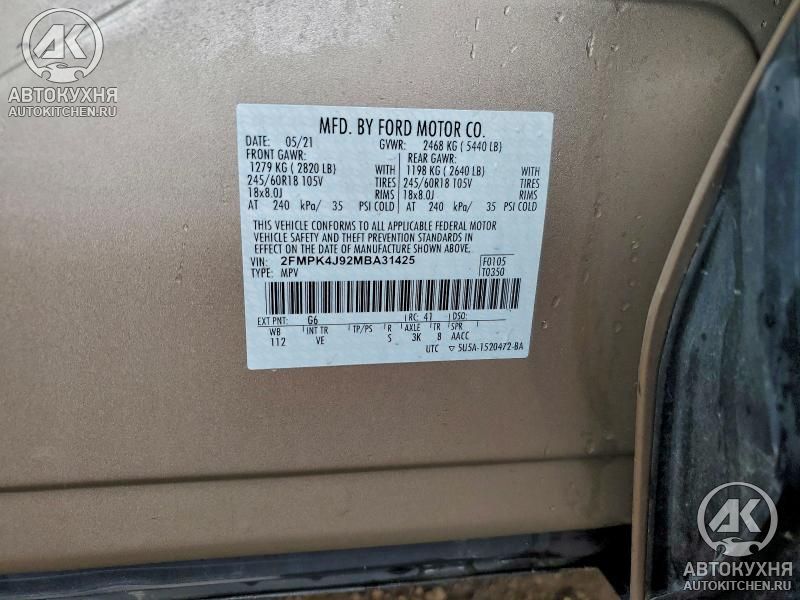 АВТОКУХНЯ
AUTOKITCHEN.RU
MFD. BY FORD MOTOR CO.
DATE: 05/21 GVWR: 2468 KG ( 5440 LB)
FRONT GAWR: REAR GAWR:
1279 KG ( 2820 LB) WITH 1198 KG ( 2640 LB) WITH
245/60R18 105V TIRES 245/60R18 105V TIRES
18x8.0J RIMS 18x8.0J RIMS
AT 240 kPa/ 35 PSI COLD AT 240 kPa/ 35 PSI COLD
THIS VEHICLE CONFORMS TO ALL APPLICABLE FEDERAL MOTOR
VEHICLE SAFETY AND THEFT PREVENTION STANDARDS IN
EFFECT ON THE DATE OF MANUFACTURE SHOWN ABOVE.
VIN: 2FMPK4J92MBA31425 F0105
TYPE: MPV T0350
EXT PNT: G6 RC: 41 DSO:
WB INT TR TP/PS R AXLE TR SPR
112 VE S 3K 8 AACC
UTC ▽ 5U5A-1520472-BA
АВТОКУХНЯ
AUTOKITCHEN.RU